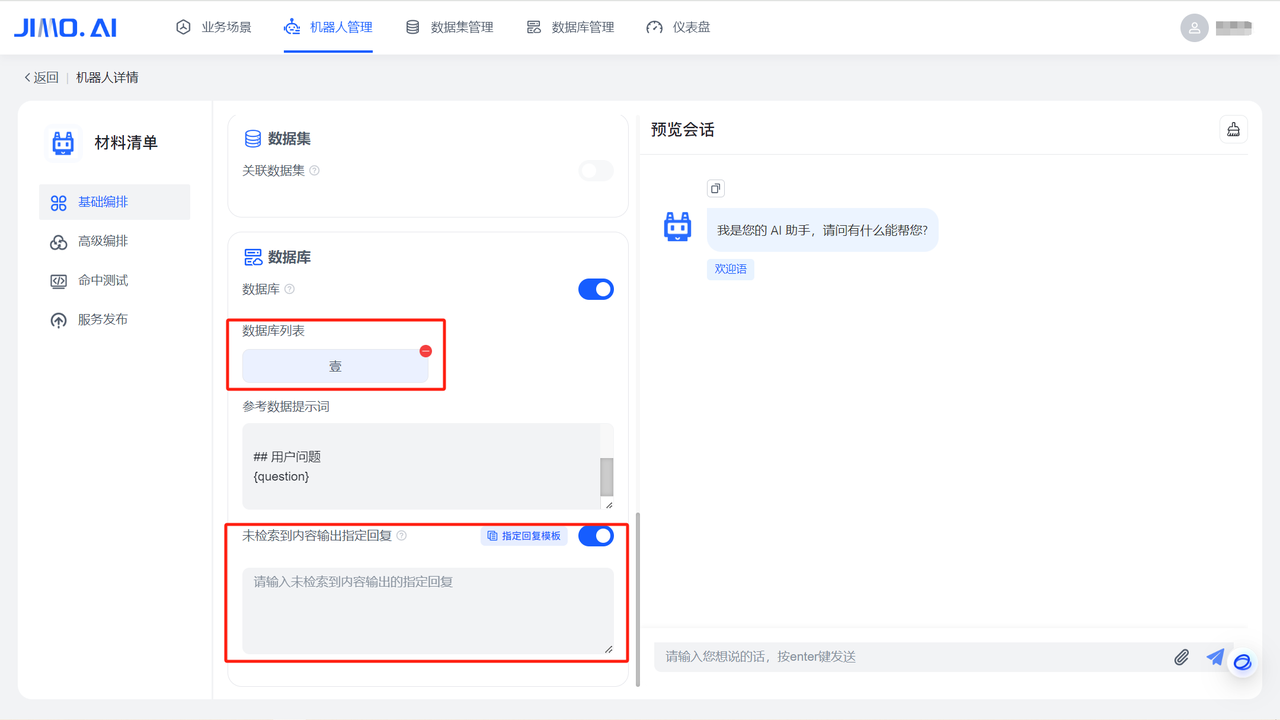 JIMO.AI
业务场景
机器人管理
数据集管理
数据库管理
仪表盘
返回
机器人详情
材料清单
基础编排
高级编排
命中测试
服务发布
数据集
关联数据集
数据库
数据库
数据库列表
壹
参考数据提示词
## 用户问题
{question}
未检索到内容输出指定回复
指定回复模板
请输入未检索到内容输出的指定回复
预览会话
我是您的 AI 助手，请问有什么能帮您?
欢迎语
请输入您想说的话，按enter键发送